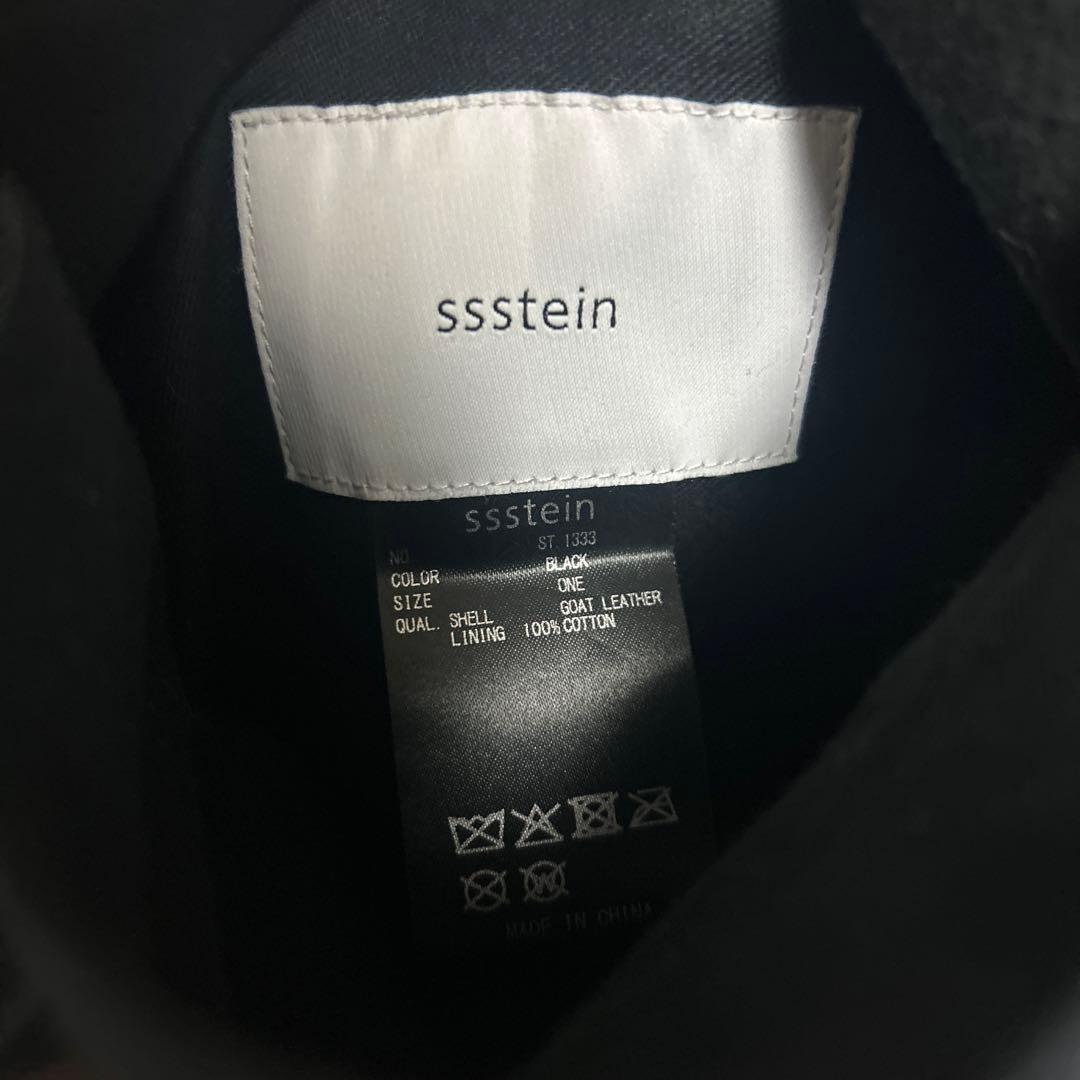 ssstein
ssstein
NO ST 1333
COLOR BLACK
SIZE ONE
QUAL. SHELL GOAT LEATHER
LINING 100% COTTON
W
MADE IN CHINA